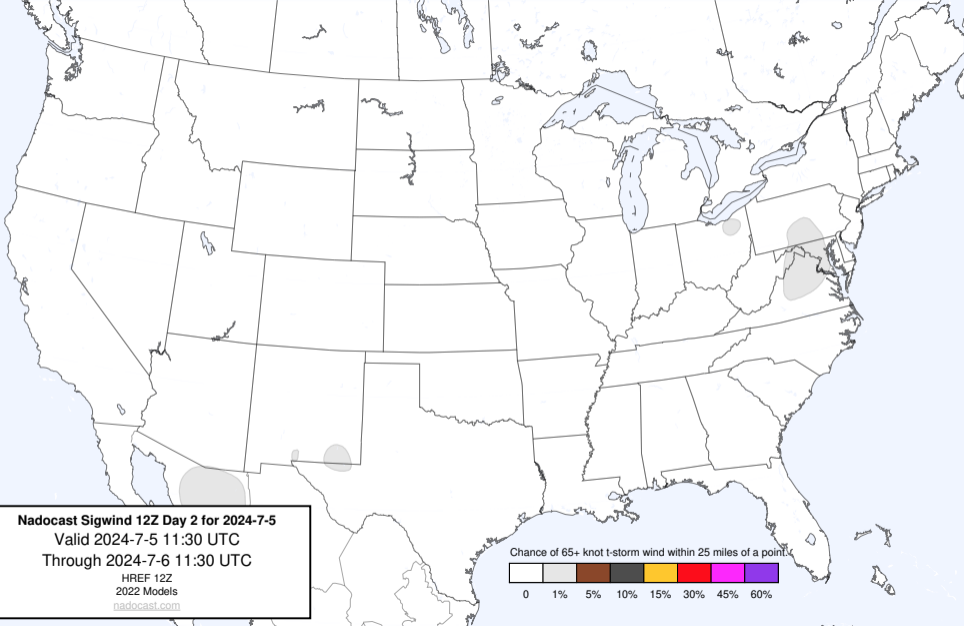 Nadocast Sigwind 12Z Day 2 for 2024-7-5
Valid 2024-7-5 11:30 UTC
Through 2024-7-6 11:30 UTC
HREF 12Z
2022 Models
nadocast.com
Chance of 65+ knot t-storm wind within 25 miles of a point.
0 1% 5% 10% 15% 30% 45% 60%